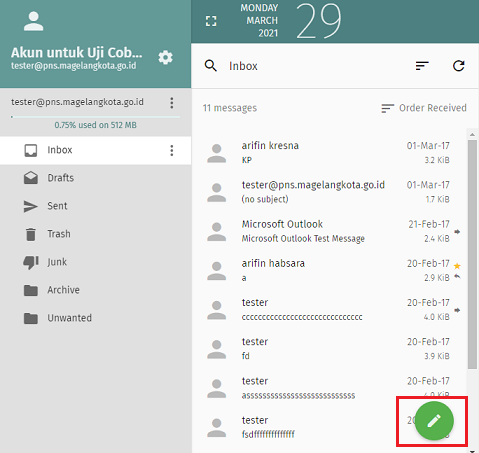 MONDAY
MARCH
2021
29
Akun untuk Uji Cob...
tester@pns.magelangkota.go.id
Inbox
tester@pns.magelangkota.go.id
0.75% used on 512 MB
11 messages
Order Received
Inbox
Drafts
Sent
Trash
Junk
Archive
Unwanted
arifin kresna 01-Mar-17
KP 3.2 KiB
tester@pns.magelangkota.go.id 01-Mar-17
(no subject) 1.7 KiB
Microsoft Outlook 21-Feb-17
Microsoft Outlook Test Message 2.4 KiB
arifin habsara 20-Feb-17
a 2.9 KiB
tester 20-Feb-17
cccccccccccccccccccccccccccccc 4.0 KiB
tester 20-Feb-17
fd 3.9 KiB
tester 20-Feb-17
assssssssssssssssssssssssssss
tester
fsdffffffffffffff